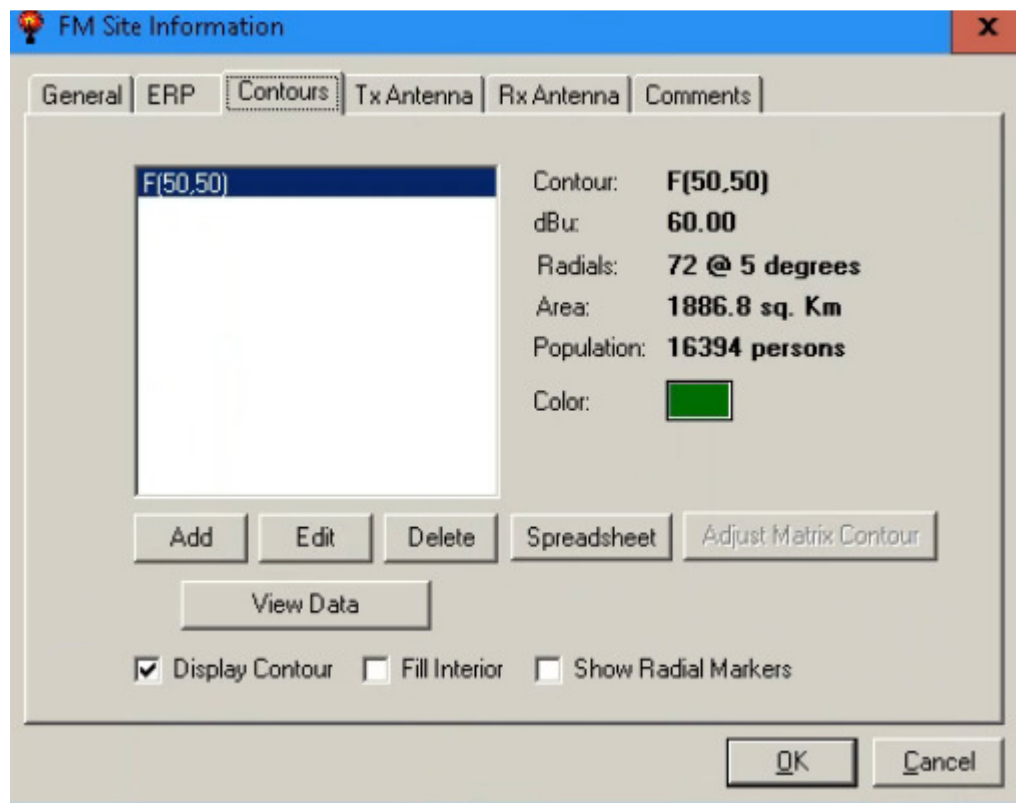 FM Site Information
General ERP Contours Tx Antenna Rx Antenna Comments
F(50,50)
Contour: F(50,50)
dBu: 60.00
Radials: 72 @ 5 degrees
Area: 1886.8 sq. Km
Population: 16394 persons
Color:
Add Edit Delete Spreadsheet Adjust Matrix Contour
View Data
Display Contour Fill Interior Show Radial Markers
OK Cancel